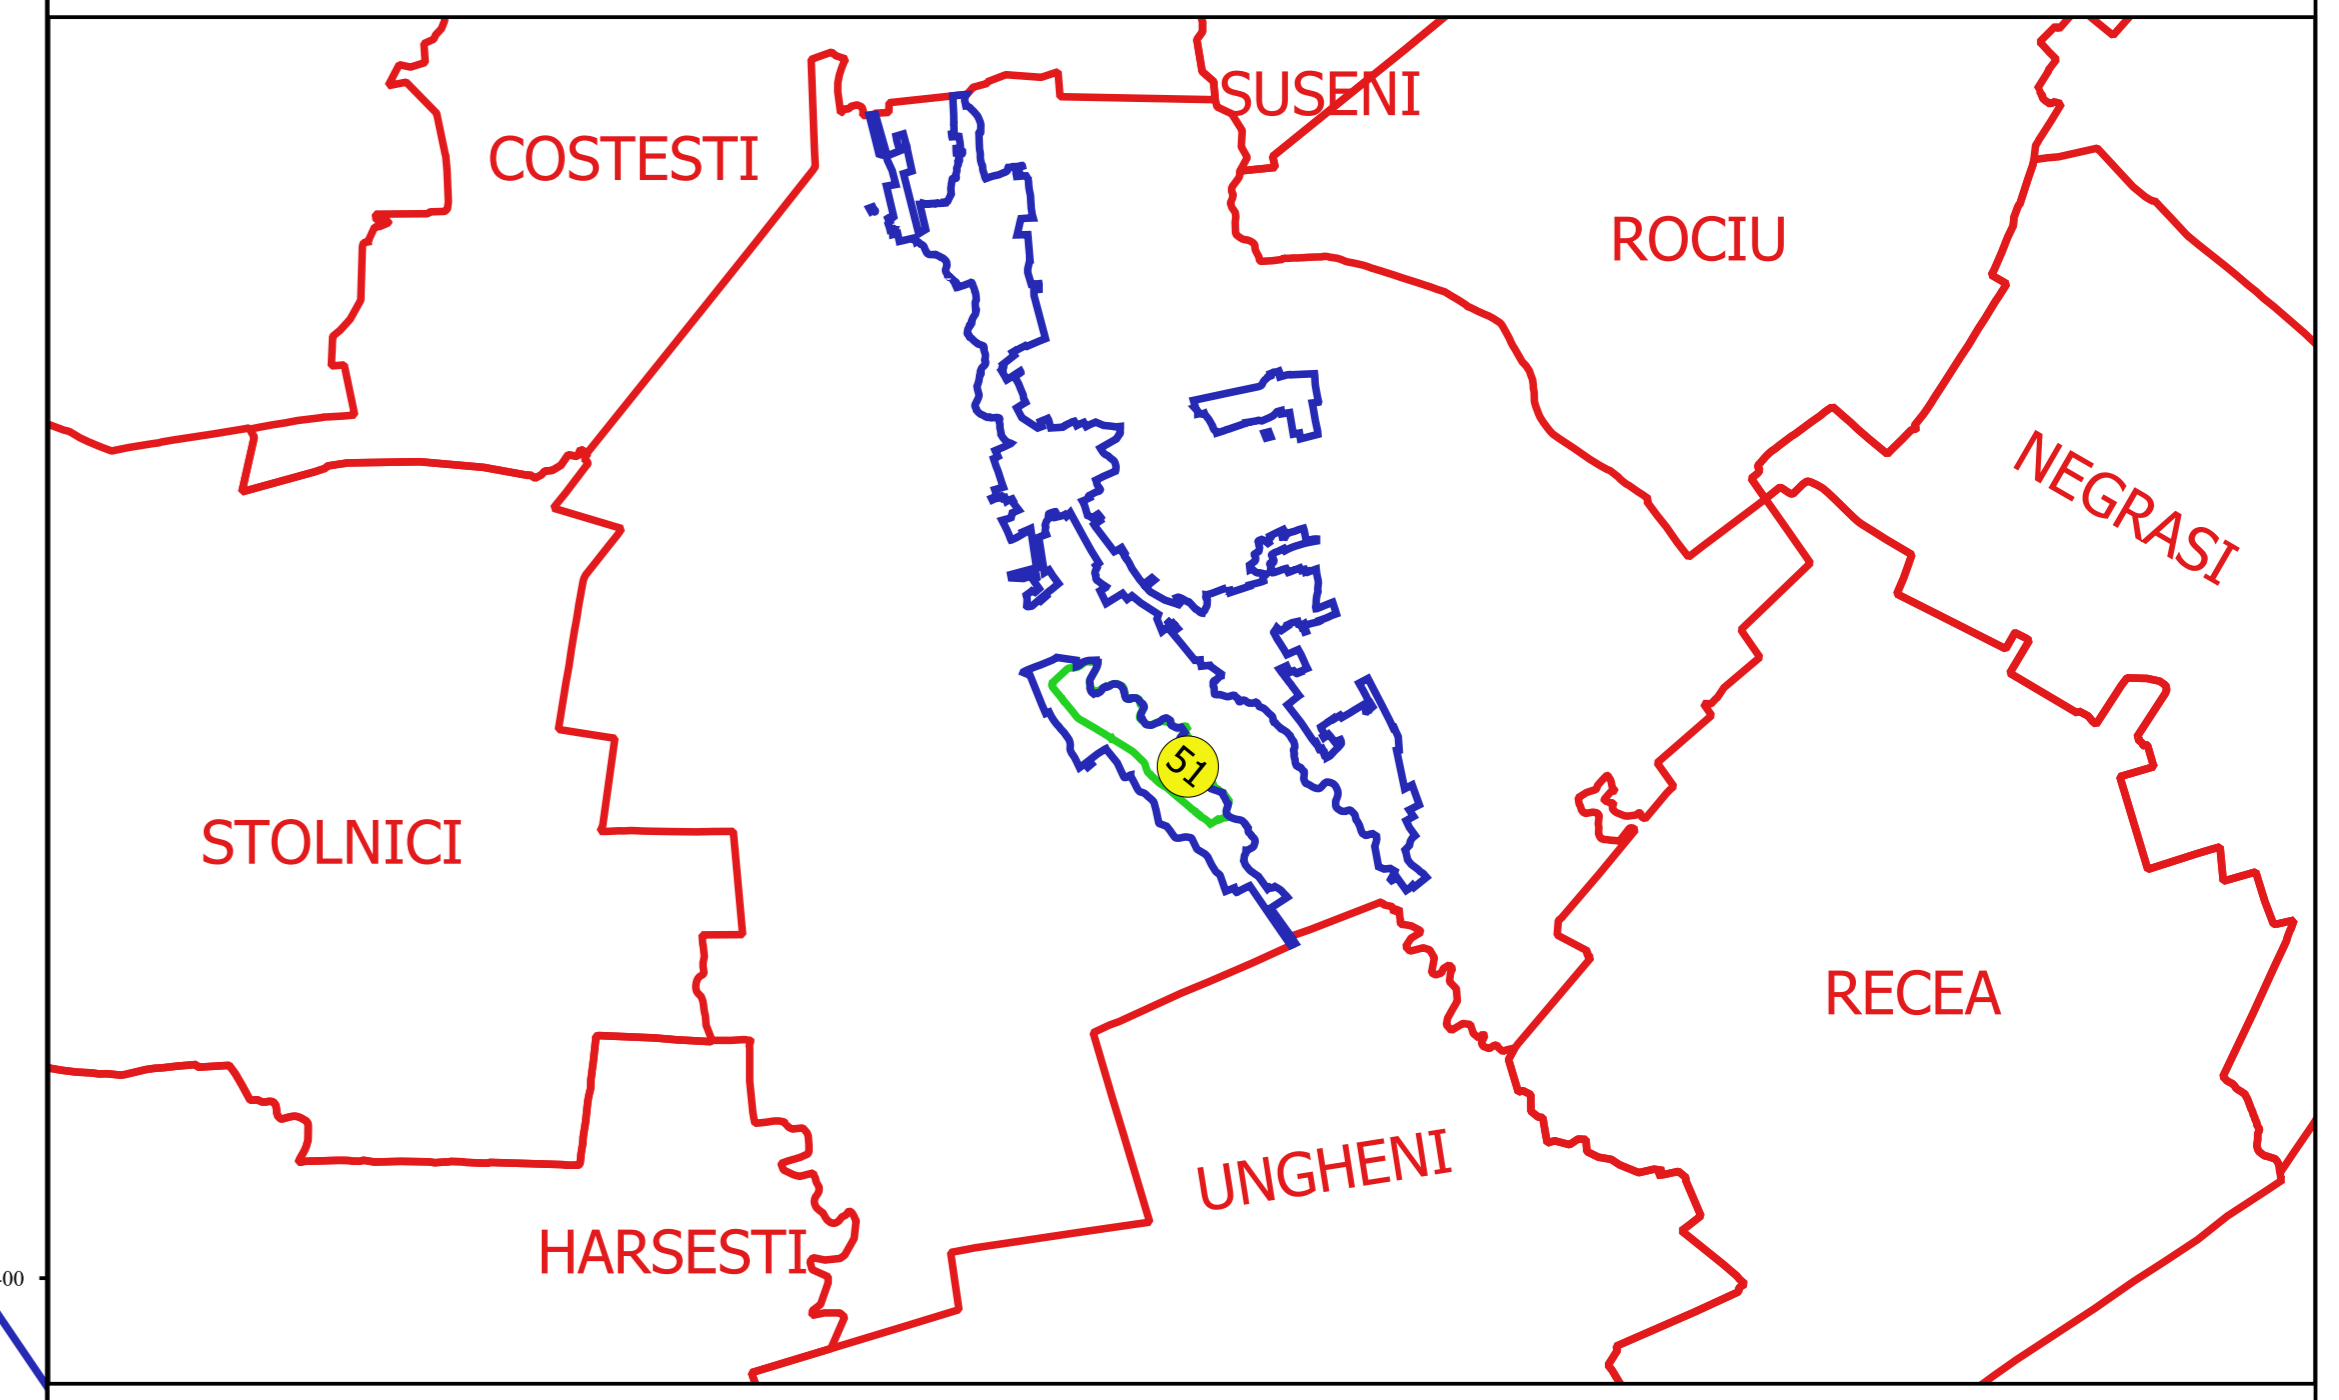 SUSENI
COSTESTI
ROCIU
NEGRASI
51
STOLNICI
RECEA
UNGHENI
HARSESTI